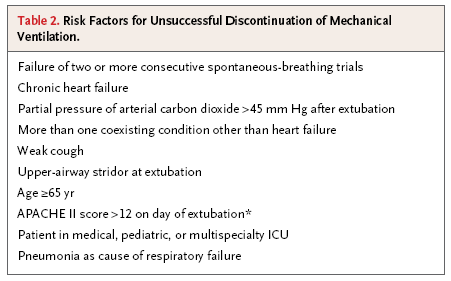 Table 2. Risk Factors for Unsuccessful Discontinuation of Mechanical
Ventilation.
Failure of two or more consecutive spontaneous-breathing trials
Chronic heart failure
Partial pressure of arterial carbon dioxide >45 mm Hg after extubation
More than one coexisting condition other than heart failure
Weak cough
Upper-airway stridor at extubation
Age ≥65 yr
APACHE II score >12 on day of extubation*
Patient in medical, pediatric, or multispecialty ICU
Pneumonia as cause of respiratory failure